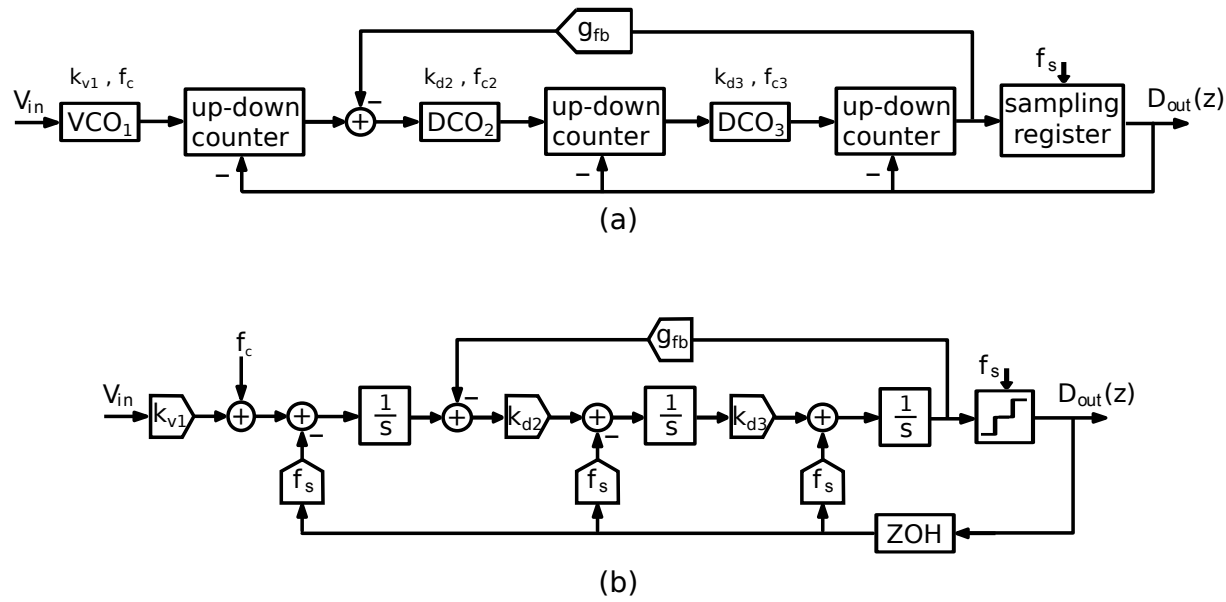 g_fb
k_v1 , f_c
k_d2 , f_c2
k_d3 , f_c3
f_s
V_in
VCO_1
up-down
counter
−
+
DCO_2
up-down
counter
DCO_3
up-down
counter
sampling
register
D_out(z)
−
−
−
(a)
f_c
g_fb
f_s
V_in
k_v1
+
+
−
1/s
−
+
k_d2
+
−
1/s
k_d3
+
1/s
D_out(z)
f_s
f_s
f_s
ZOH
(b)